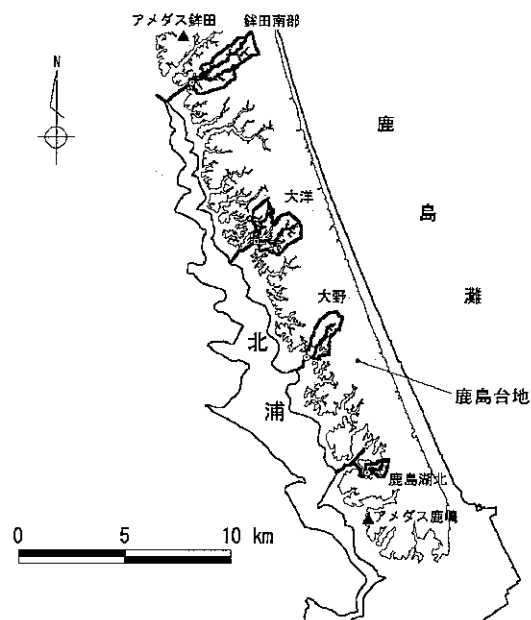 アメダス鉾田
鉾田南部
N
鹿
大洋
島
大野
灘
北
浦
鹿島台地
鹿島湖北
アメダス鹿嶋
0 5 10 km